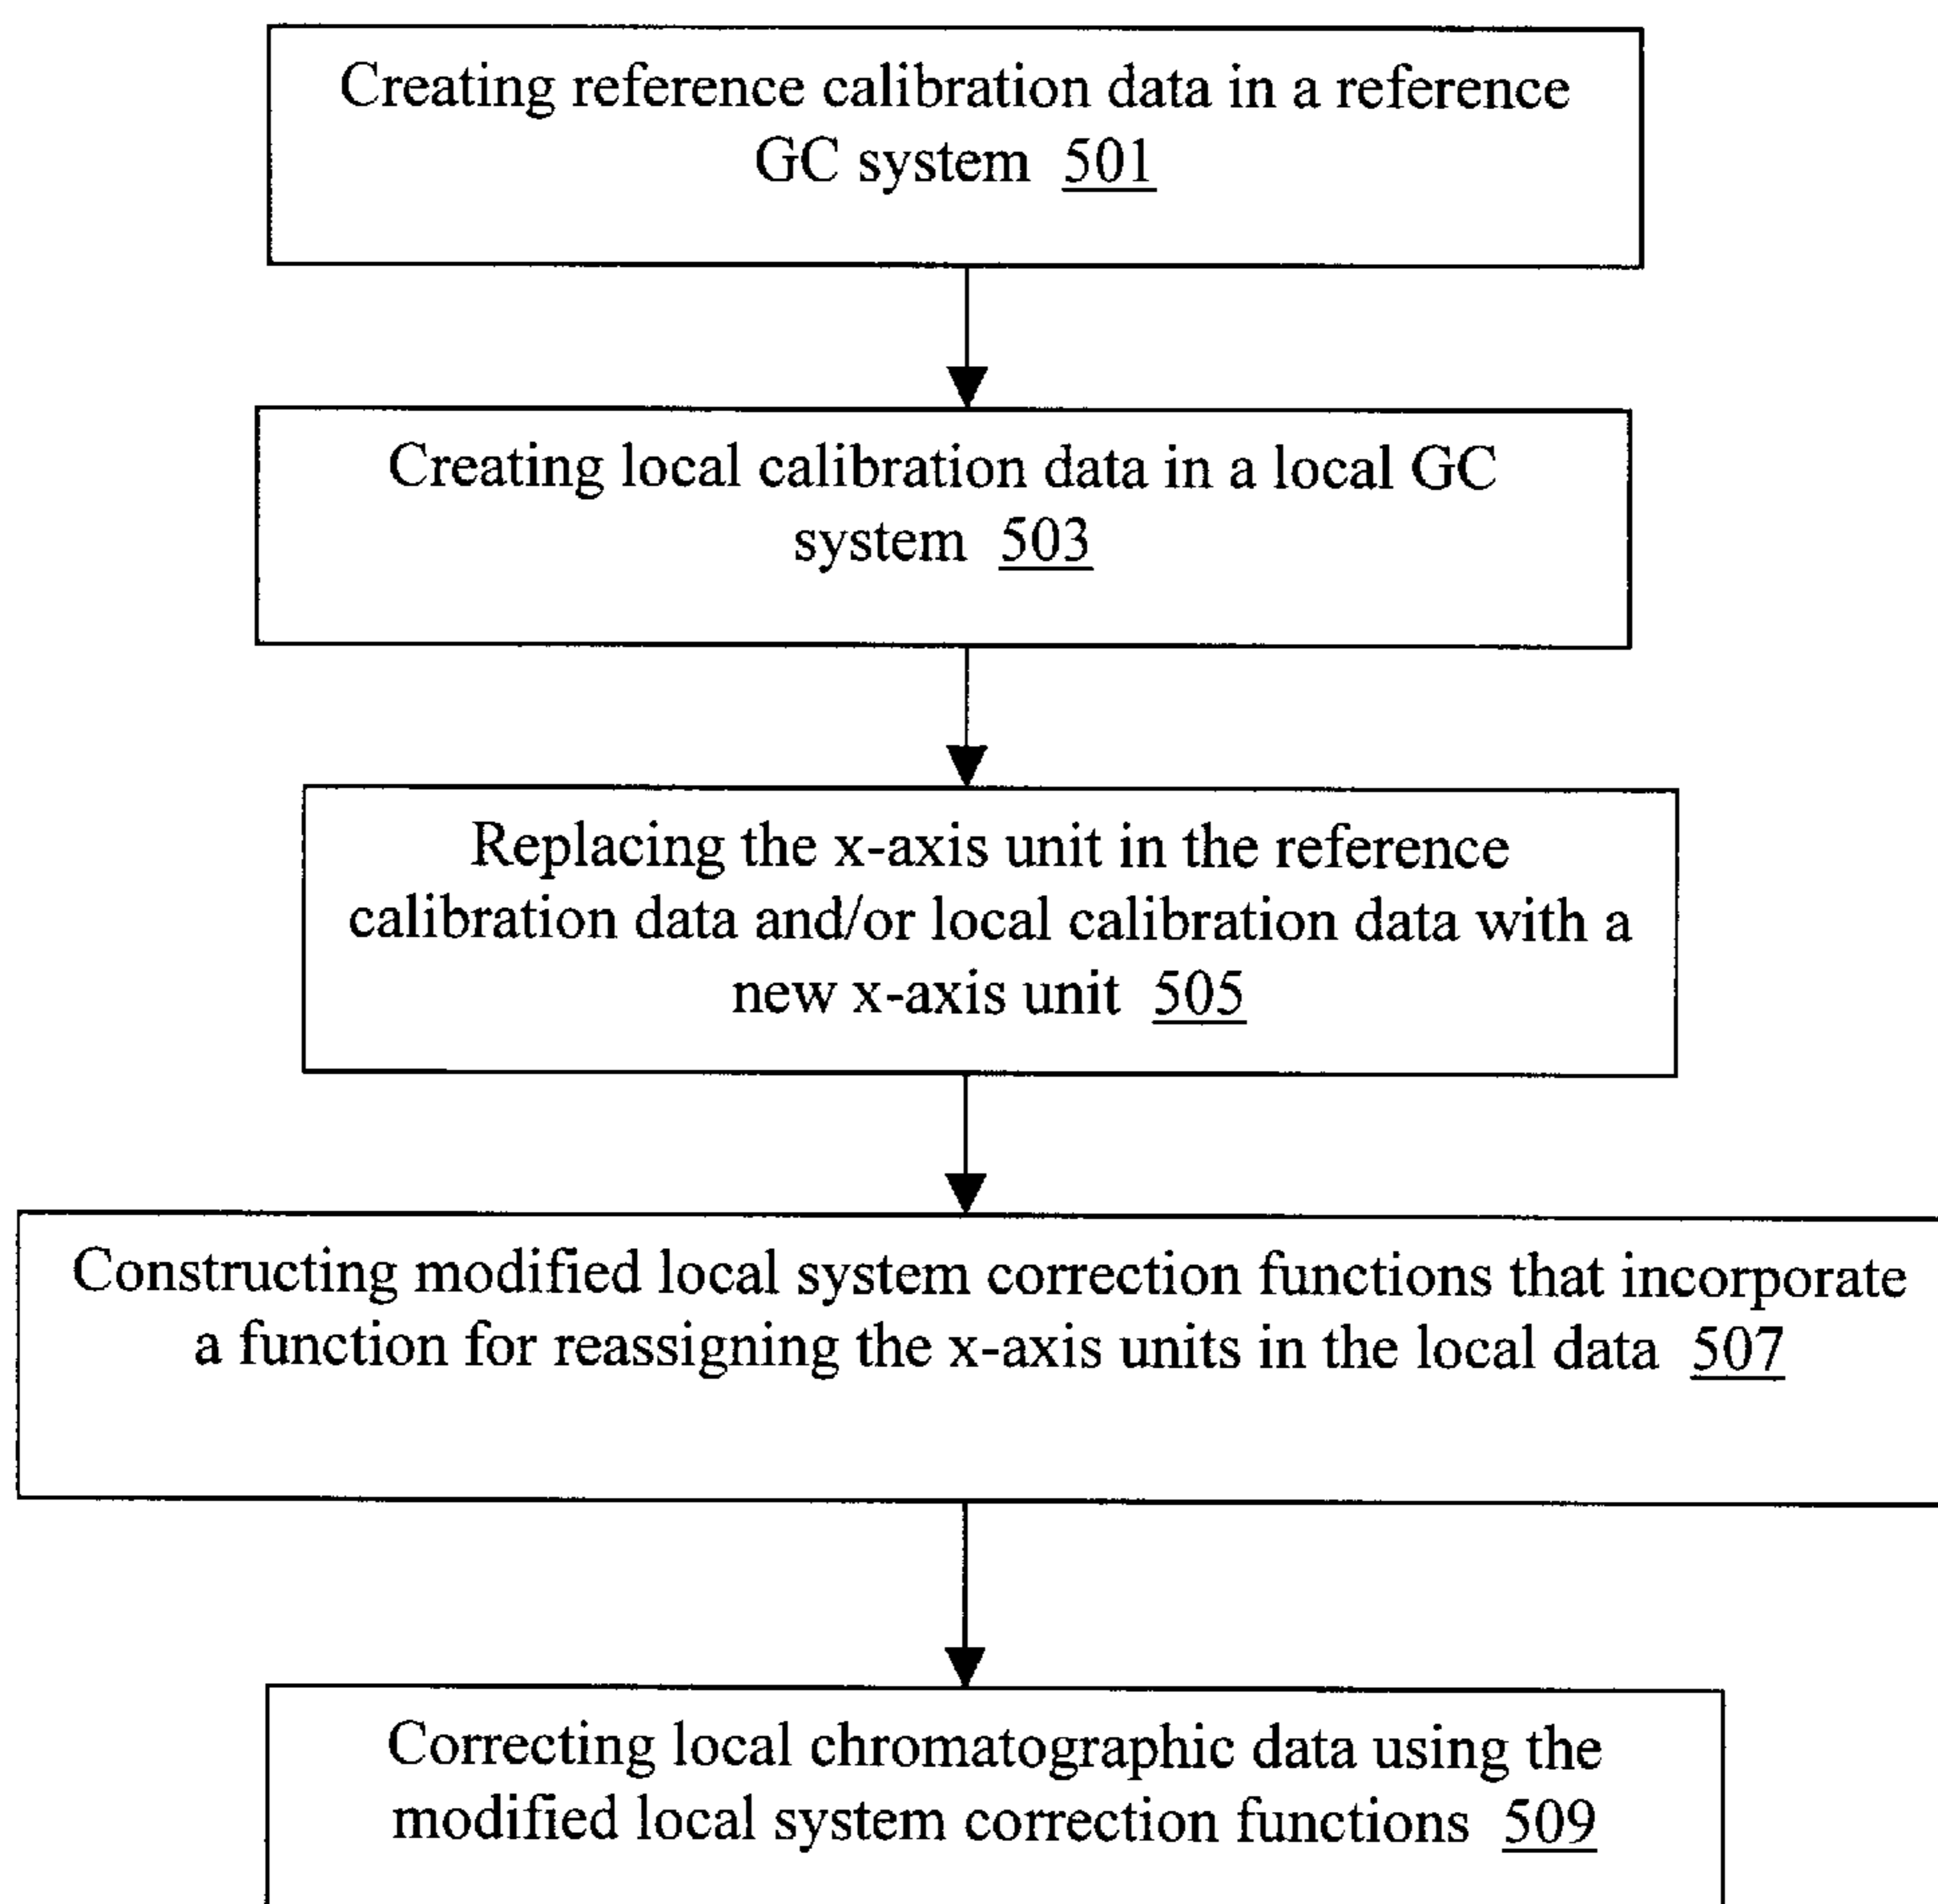 Creating reference calibration data in a reference
GC system 501
Creating local calibration data in a local GC
system 503
Replacing the x-axis unit in the reference
calibration data and/or local calibration data with a
new x-axis unit 505
Constructing modified local system correction functions that incorporate
a function for reassigning the x-axis units in the local data 507
Correcting local chromatographic data using the
modified local system correction functions 509